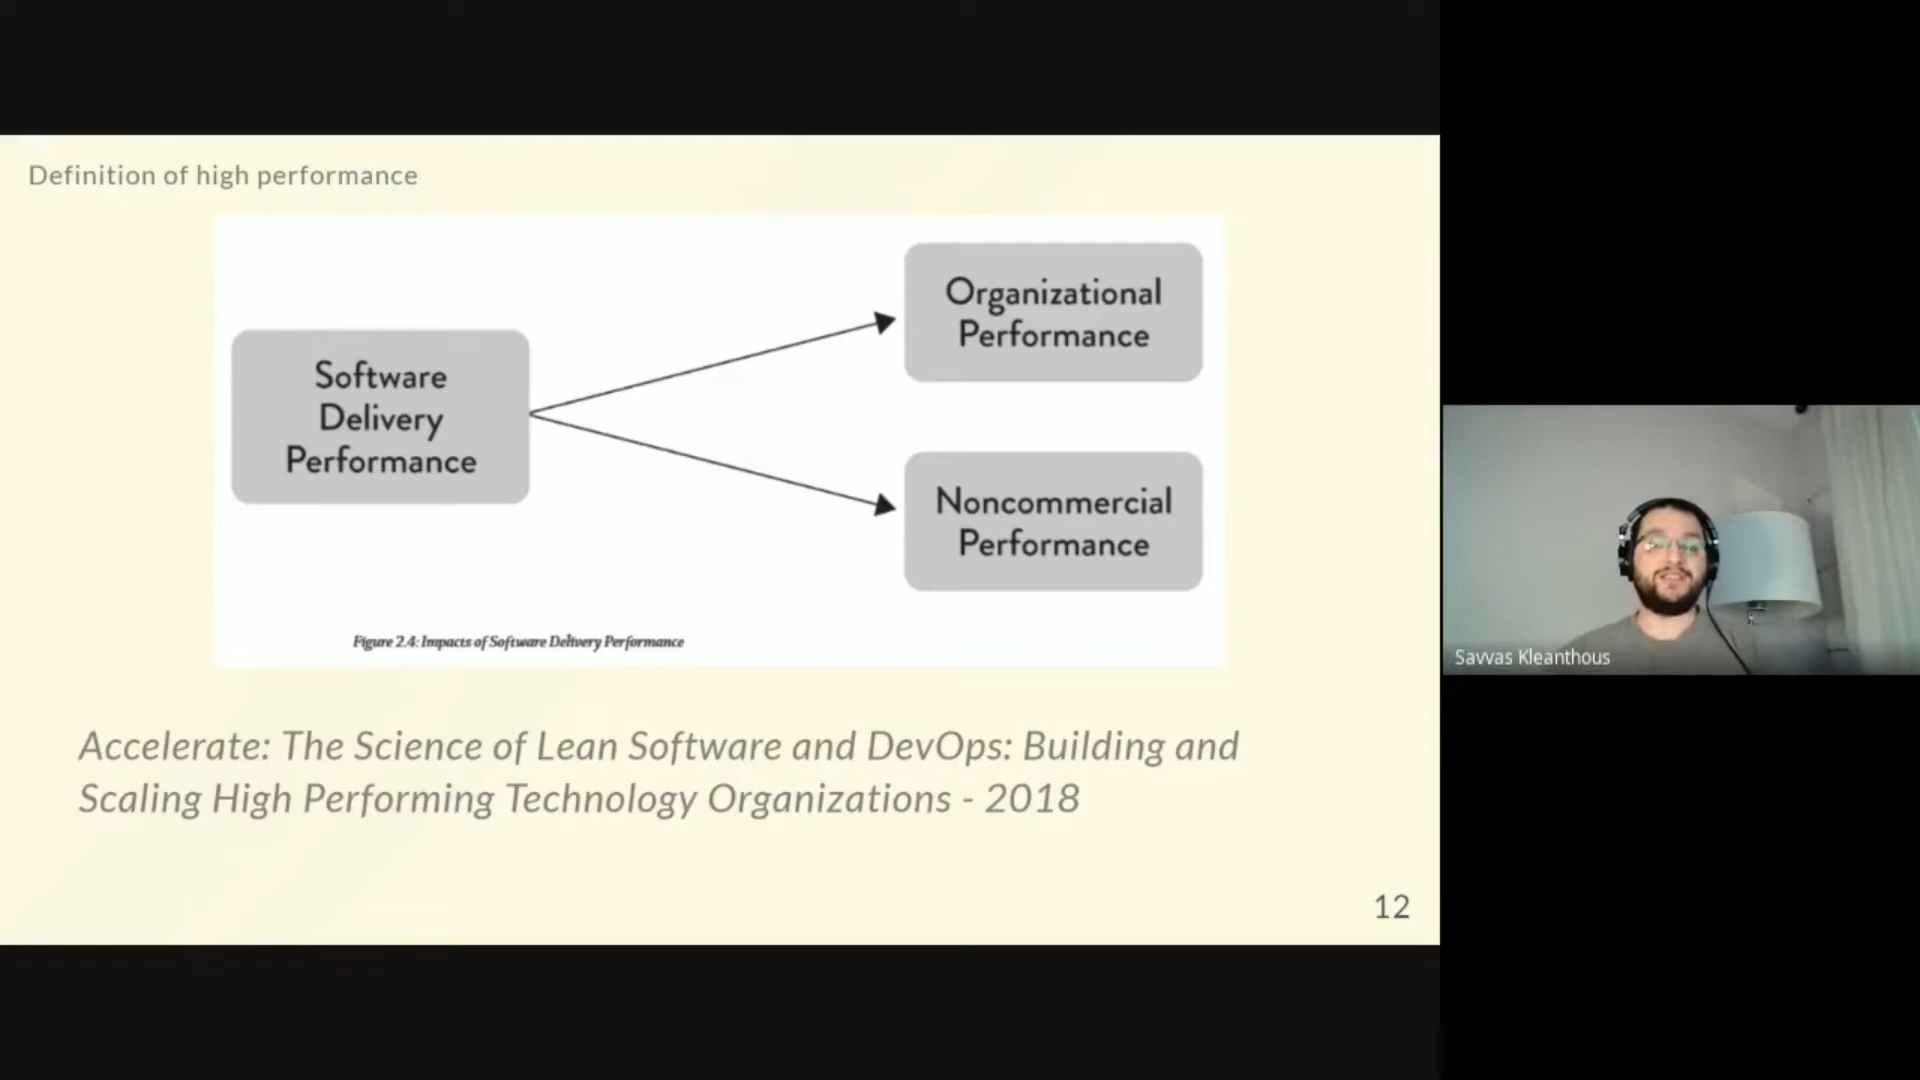 Definition of high performance
Software
Delivery
Performance
Organizational
Performance
Noncommercial
Performance
Figure 2.4: Impacts of Software Delivery Performance
Accelerate: The Science of Lean Software and DevOps: Building and
Scaling High Performing Technology Organizations - 2018
12
Savvas Kleanthous